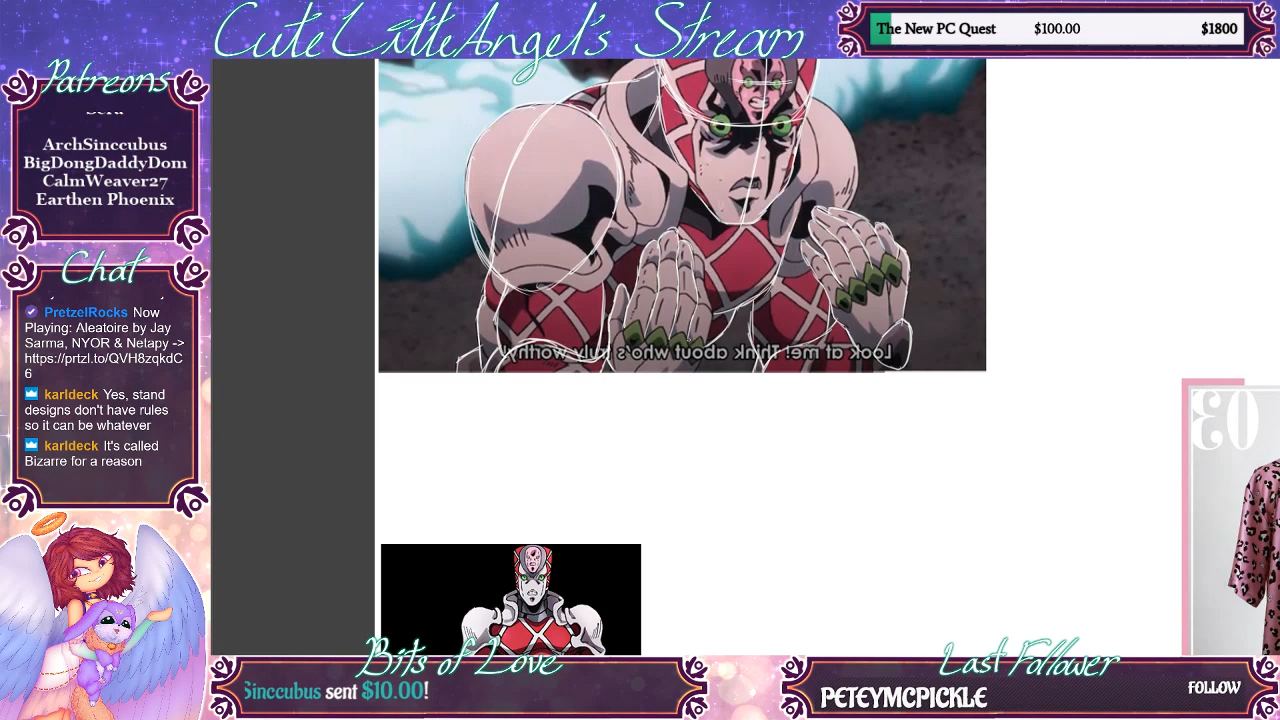 CuteLittleAngel's Stream
The New PC Quest $100.00 $1800
Patreons
ArchSinccubus
BigDongDaddyDom
CalmWeaver27
Earthen Phoenix
Chat
PretzelRocks Now
Playing: Aleatoire by Jay
Sarma, NYOR & Nelapy ->
https://prtzl.to/QVH8zqkdC
6
karldeck Yes, stand
designs don't have rules
so it can be whatever
karldeck It's called
Bizarre for a reason
Look at me! Think about who's truly worthy!
03
Bits of Love
Sinccubus sent $10.00!
Last Follower
PETEYMCPICKLE FOLLOW